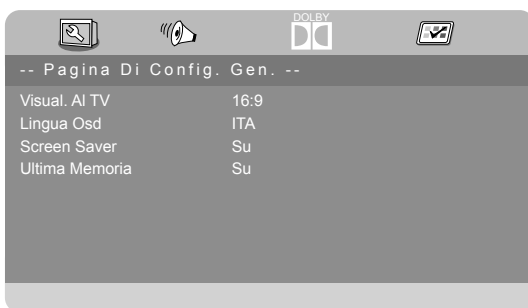 DOLBY
-- Pagina Di Config. Gen. --
Visual. Al TV 16:9
Lingua Osd ITA
Screen Saver Su
Ultima Memoria Su